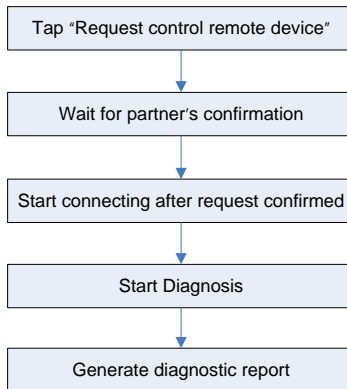 Tap “Request control remote device”
Wait for partner’s confirmation
Start connecting after request confirmed
Start Diagnosis
Generate diagnostic report